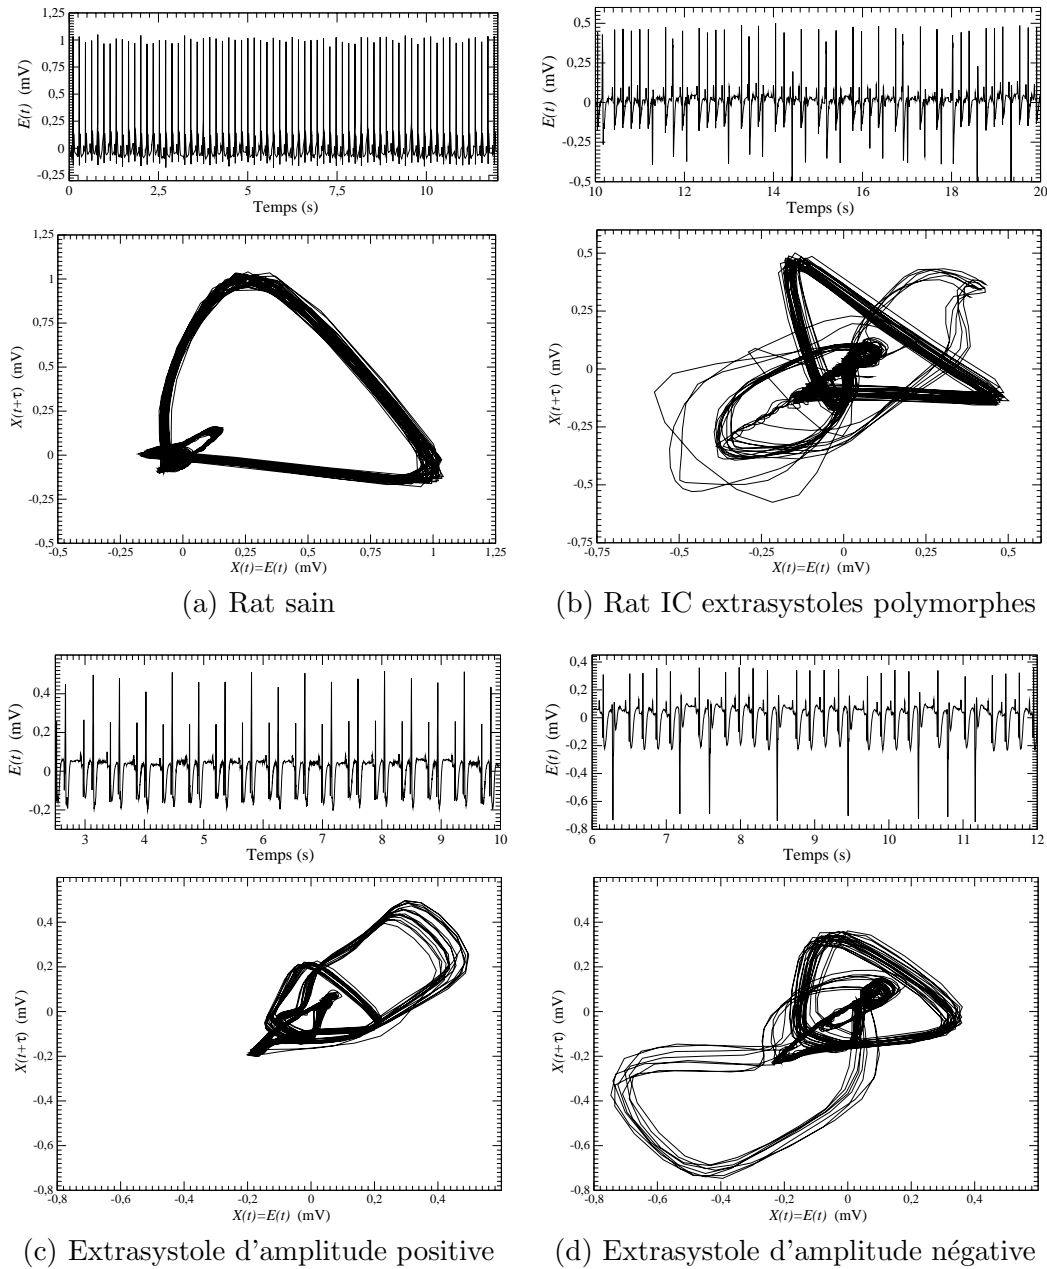 1,25
1
0,75
0,5
0,25
0
-0,25
E(t) (mV)
0 2,5 5 7,5 10
Temps (s)
0,5
0,25
0
-0,25
-0,5
E(t) (mV)
10 12 14 16 18 20
Temps (s)
1,25
1
0,75
0,5
0,25
0
-0,25
-0,5
X(t+τ) (mV)
-0,5 -0,25 0 0,25 0,5 0,75 1 1,25
X(t)=E(t) (mV)
0,5
0,25
0
-0,25
-0,5
-0,75
X(t+τ) (mV)
-0,75 -0,5 -0,25 0 0,25 0,5
X(t)=E(t) (mV)
(a) Rat sain
(b) Rat IC extrasystoles polymorphes
0,4
0,2
0
-0,2
E(t) (mV)
3 4 5 6 7 8 9 10
Temps (s)
0,4
0,2
0
-0,2
-0,4
-0,6
-0,8
E(t) (mV)
6 7 8 9 10 11 12
Temps (s)
0,4
0,2
0
-0,2
-0,4
-0,6
-0,8
X(t+τ) (mV)
-0,8 -0,6 -0,4 -0,2 0 0,2 0,4
X(t)=E(t) (mV)
0,4
0,2
0
-0,2
-0,4
-0,6
-0,8
X(t+τ) (mV)
-0,8 -0,6 -0,4 -0,2 0 0,2 0,4
X(t)=E(t) (mV)
(c) Extrasystole d'amplitude positive
(d) Extrasystole d'amplitude négative